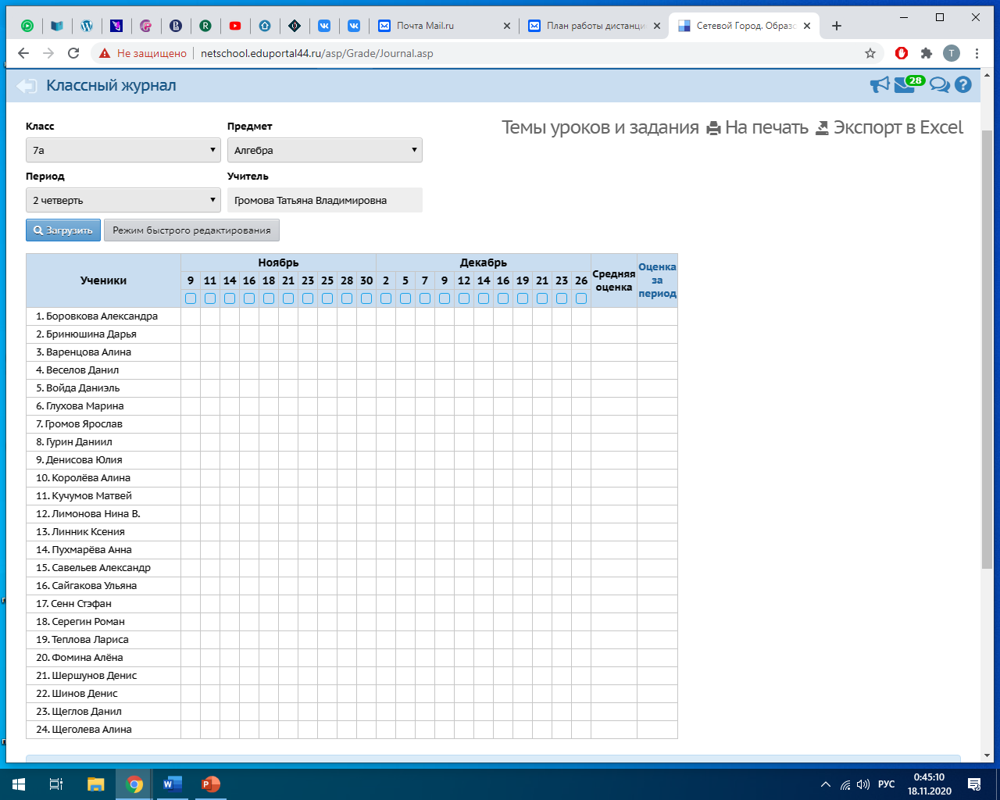 Почта Mail.ru
План работы дистанци
Сетевой Город. Образо
Не защищено
netschool.eduportal44.ru/asp/Grade/Journal.asp
T
Классный журнал
28
Класс
Предмет
Темы уроков и задания На печать Экспорт в Excel
7а
Алгебра
Период
Учитель
2 четверть
Громова Татьяна Владимировна
Загрузить
Режим быстрого редактирования
Ученики
Ноябрь
Декабрь
Средняя оценка
Оценка за период
9 11 14 16 18 21 23 25 28 30 2 5 7 9 12 14 16 19 21 23 26
1. Боровкова Александра
2. Бринюшина Дарья
3. Варенцова Алина
4. Веселов Данил
5. Войда Даниэль
6. Глухова Марина
7. Громов Ярослав
8. Гурин Даниил
9. Денисова Юлия
10. Королёва Алина
11. Кучумов Матвей
12. Лимонова Нина В.
13. Линник Ксения
14. Пухмарёва Анна
15. Савельев Александр
16. Сайгакова Ульяна
17. Сенн Стэфан
18. Серегин Роман
19. Теплова Лариса
20. Фомина Алёна
21. Шершунов Денис
22. Шинов Денис
23. Щеглов Данил
24. Щеголева Алина
РУС
0:45:10
18.11.2020